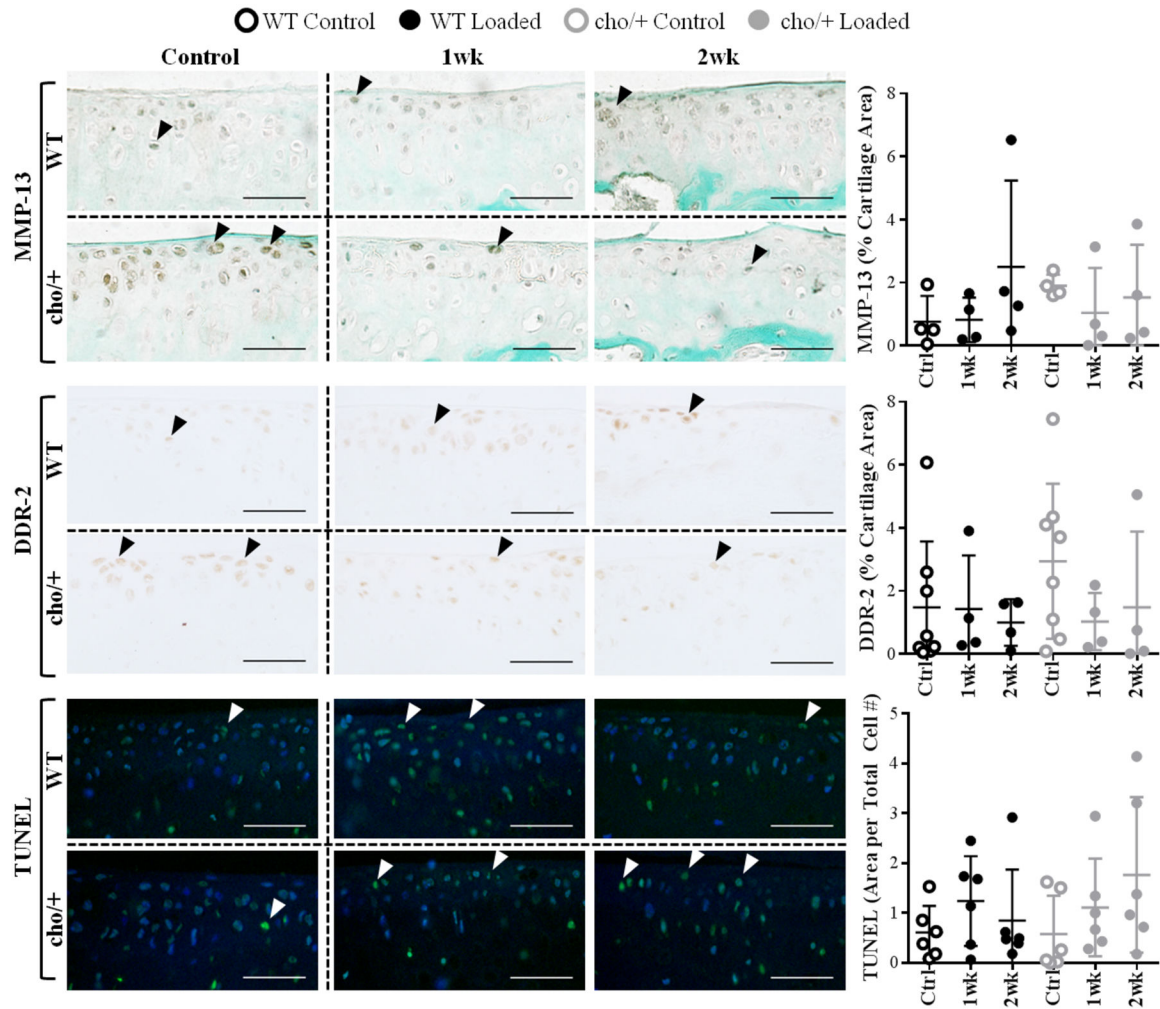 WT Control WT Loaded cho/+ Control cho/+ Loaded
Control 1wk 2wk
MMP-13
WT
cho/+
MMP-13 (% Cartilage Area)
8
6
4
2
0
Ctrl 1wk 2wk Ctrl 1wk 2wk
DDR-2
WT
cho/+
DDR-2 (% Cartilage Area)
8
6
4
2
0
Ctrl 1wk 2wk Ctrl 1wk 2wk
TUNEL
WT
cho/+
TUNEL (Area per Total Cell #)
5
4
3
2
1
0
Ctrl 1wk 2wk Ctrl 1wk 2wk